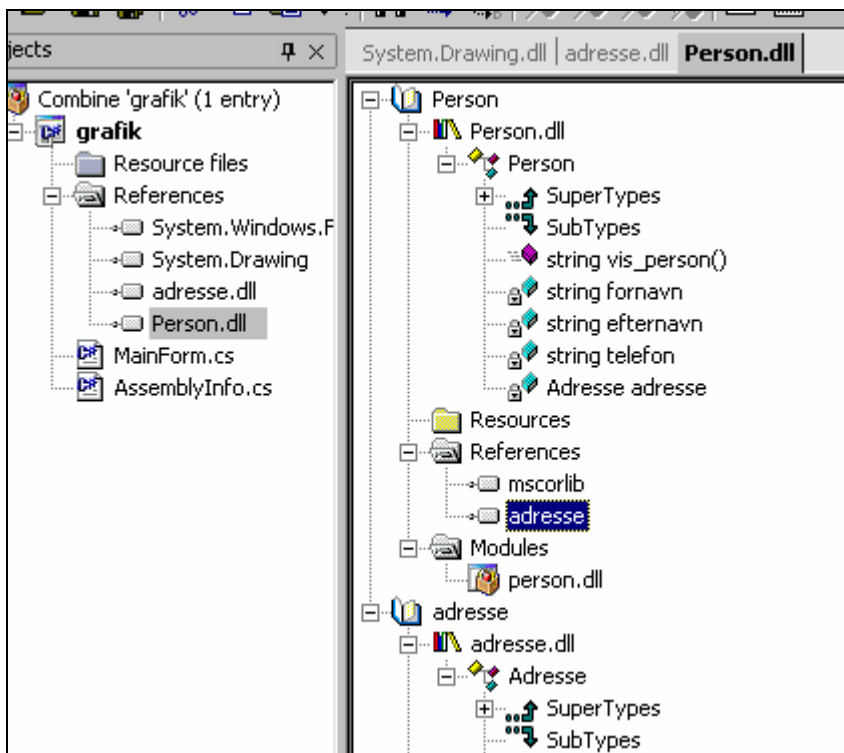 jects
Combine 'grafik' (1 entry)
grafik
Resource files
References
System.Windows.F
System.Drawing
adresse.dll
Person.dll
MainForm.cs
AssemblyInfo.cs
System.Drawing.dll adresse.dll Person.dll
Person
Person.dll
Person
SuperTypes
SubTypes
string vis_person()
string fornavn
string efternavn
string telefon
Adresse adresse
Resources
References
mscorlib
adresse
Modules
person.dll
adresse
adresse.dll
Adresse
SuperTypes
SubTypes